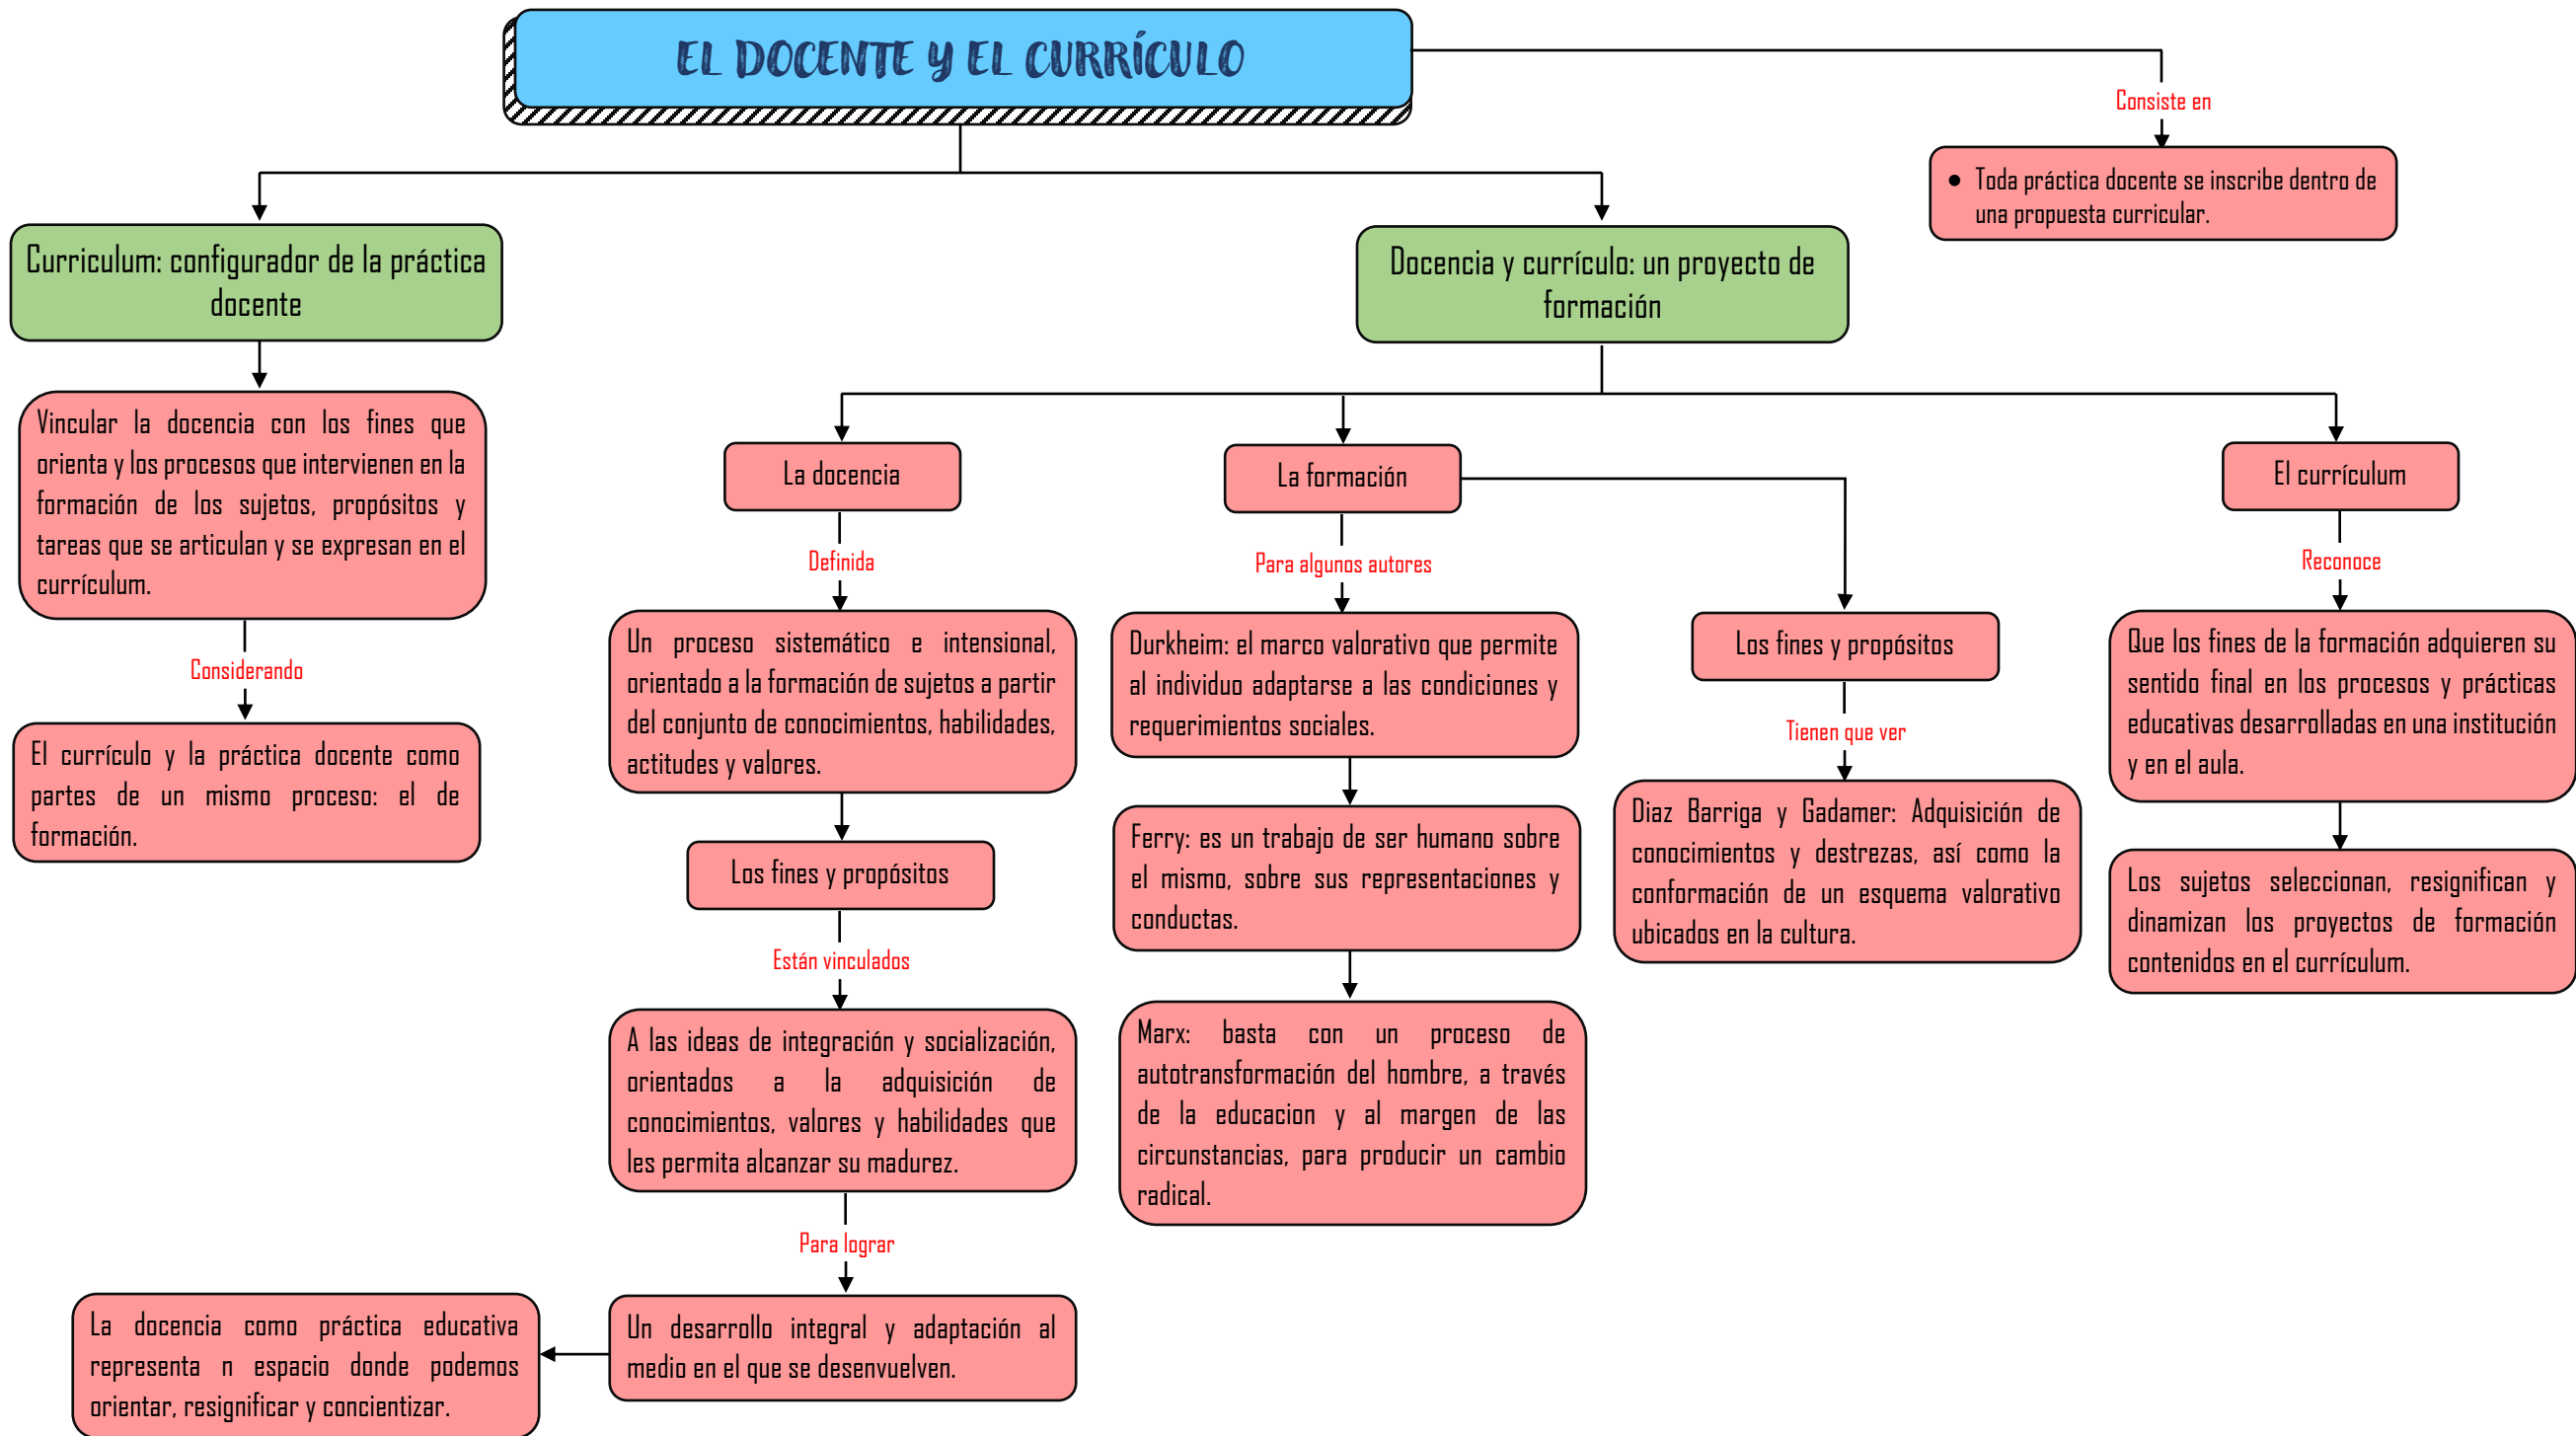 EL DOCENTE Y EL CURRÍCULO
Consiste en
• Toda práctica docente se inscribe dentro de
una propuesta curricular.
Curriculum: configurador de la práctica
docente
Vincular la docencia con los fines que
orienta y los procesos que intervienen en la
formación de los sujetos, propósitos y
tareas que se articulan y se expresan en el
currículum.
Considerando
El currículo y la práctica docente como
partes de un mismo proceso: el de
formación.
Docencia y currículo: un proyecto de
formación
La docencia
Definida
Un proceso sistemático e intensional,
orientado a la formación de sujetos a partir
del conjunto de conocimientos, habilidades,
actitudes y valores.
Los fines y propósitos
Están vinculados
A las ideas de integración y socialización,
orientados a la adquisición de
conocimientos, valores y habilidades que
les permita alcanzar su madurez.
Para lograr
Un desarrollo integral y adaptación al
medio en el que se desenvuelven.
La docencia como práctica educativa
representa n espacio donde podemos
orientar, resignificar y concientizar.
La formación
Para algunos autores
Durkheim: el marco valorativo que permite
al individuo adaptarse a las condiciones y
requerimientos sociales.
Ferry: es un trabajo de ser humano sobre
el mismo, sobre sus representaciones y
conductas.
Marx: basta con un proceso de
autotransformación del hombre, a través
de la educacion y al margen de las
circunstancias, para producir un cambio
radical.
Los fines y propósitos
Tienen que ver
Diaz Barriga y Gadamer: Adquisición de
conocimientos y destrezas, así como la
conformación de un esquema valorativo
ubicados en la cultura.
El currículum
Reconoce
Que los fines de la formación adquieren su
sentido final en los procesos y prácticas
educativas desarrolladas en una institución
y en el aula.
Los sujetos seleccionan, resignifican y
dinamizan los proyectos de formación
contenidos en el currículum.